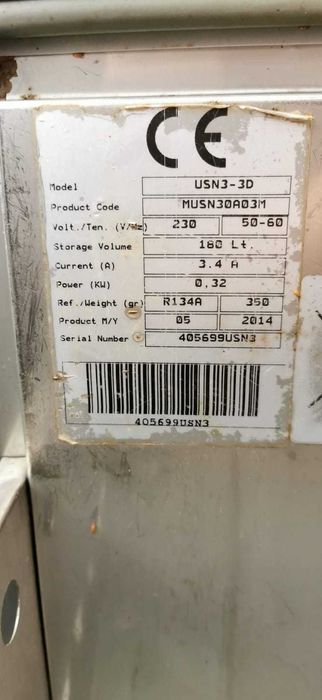 CE
Model USN3-3D
Product Code MUSN30A03M
Volt./Ten. (V/Hz) 230 50-60
Storage Volume 180 Lt.
Current (A) 3.4 A
Power (KW) 0,32
Ref./Weight (gr) R134A 350
Product M/Y 05 2014
Serial Number 405699USN3
405699USN3